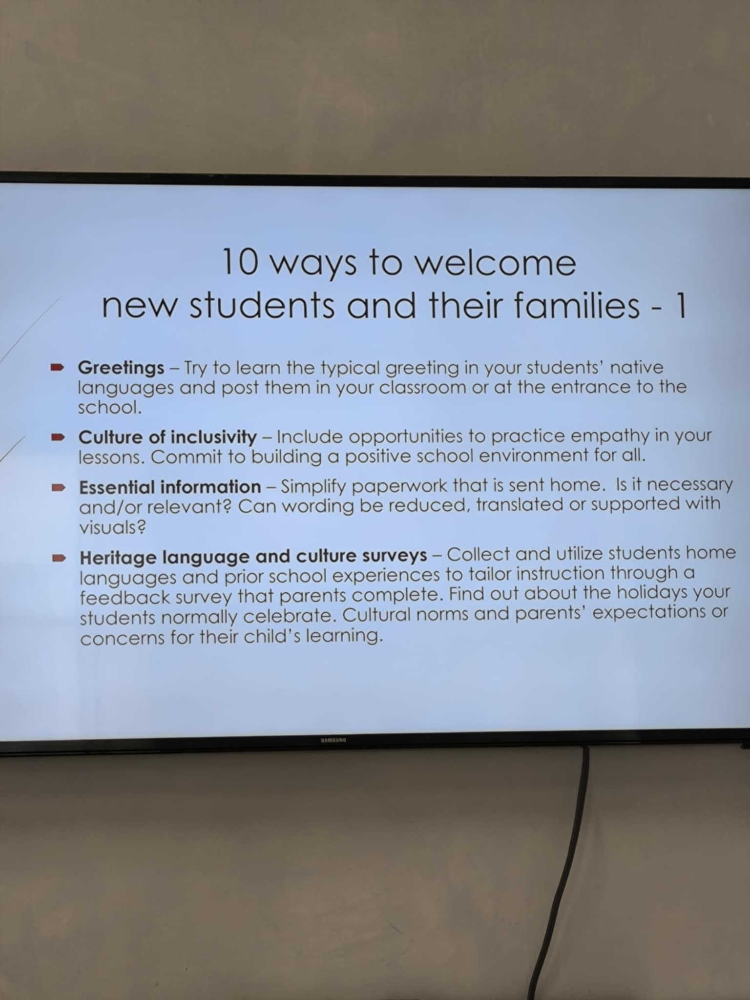 10 ways to welcome
new students and their families - 1
Greetings – Try to learn the typical greeting in your students' native
languages and post them in your classroom or at the entrance to the
school.
Culture of inclusivity – Include opportunities to practice empathy in your
lessons. Commit to building a positive school environment for all.
Essential information – Simplify paperwork that is sent home. Is it necessary
and/or relevant? Can wording be reduced, translated or supported with
visuals?
Heritage language and culture surveys – Collect and utilize students home
languages and prior school experiences to tailor instruction through a
feedback survey that parents complete. Find out about the holidays your
students normally celebrate. Cultural norms and parents' expectations or
concerns for their child's learning.
SAMSUNG